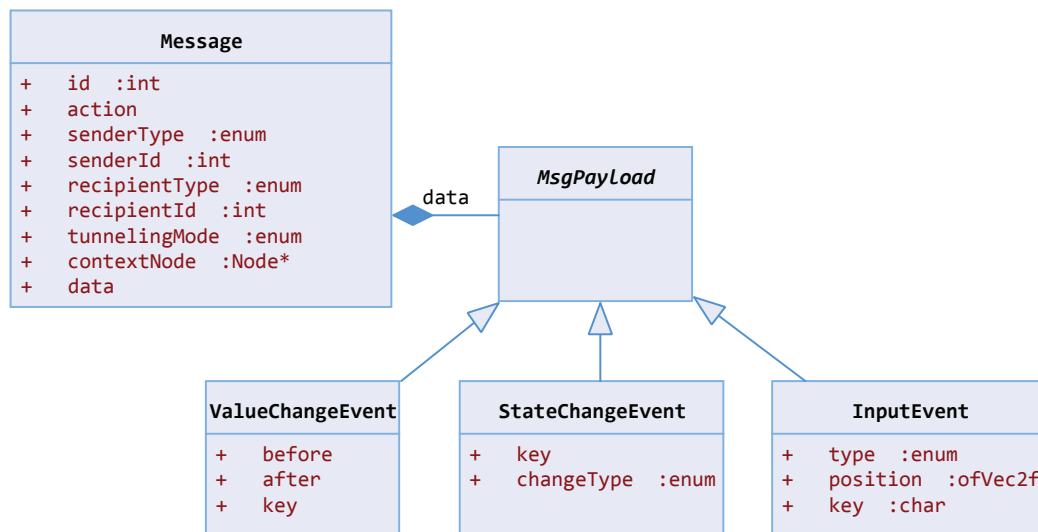 Message
+ id :int
+ action
+ senderType :enum
+ senderId :int
+ recipientType :enum
+ recipientId :int
+ tunnelingMode :enum
+ contextNode :Node*
+ data
data
MsgPayload
ValueChangeEvent
+ before
+ after
+ key
StateChangeEvent
+ key
+ changeType :enum
InputEvent
+ type :enum
+ position :ofVec2f
+ key :char